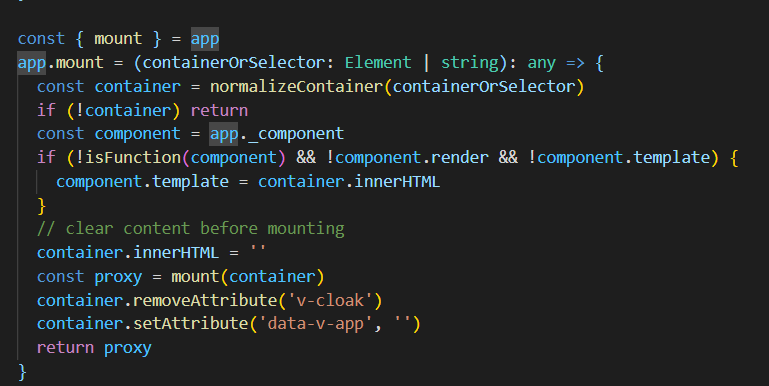 const { mount } = app
app.mount = (containerOrSelector: Element | string): any => {
const container = normalizeContainer(containerOrSelector)
if (!container) return
const component = app._component
if (!isFunction(component) && !component.render && !component.template) {
component.template = container.innerHTML
}
// clear content before mounting
container.innerHTML = ''
const proxy = mount(container)
container.removeAttribute('v-cloak')
container.setAttribute('data-v-app', '')
return proxy
}